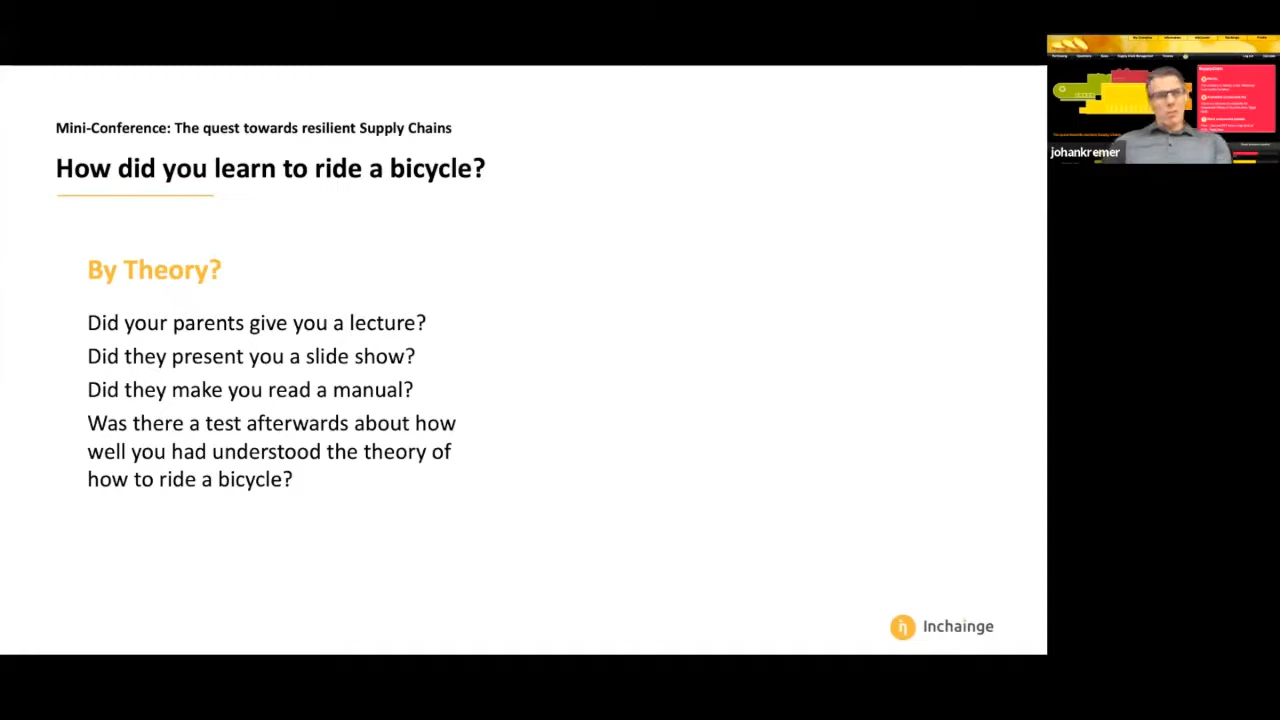 Mini-Conference: The quest towards resilient Supply Chains
How did you learn to ride a bicycle?
By Theory?
Did your parents give you a lecture?
Did they present you a slide show?
Did they make you read a manual?
Was there a test afterwards about how
well you had understood the theory of
how to ride a bicycle?
Inchainge
johankremer